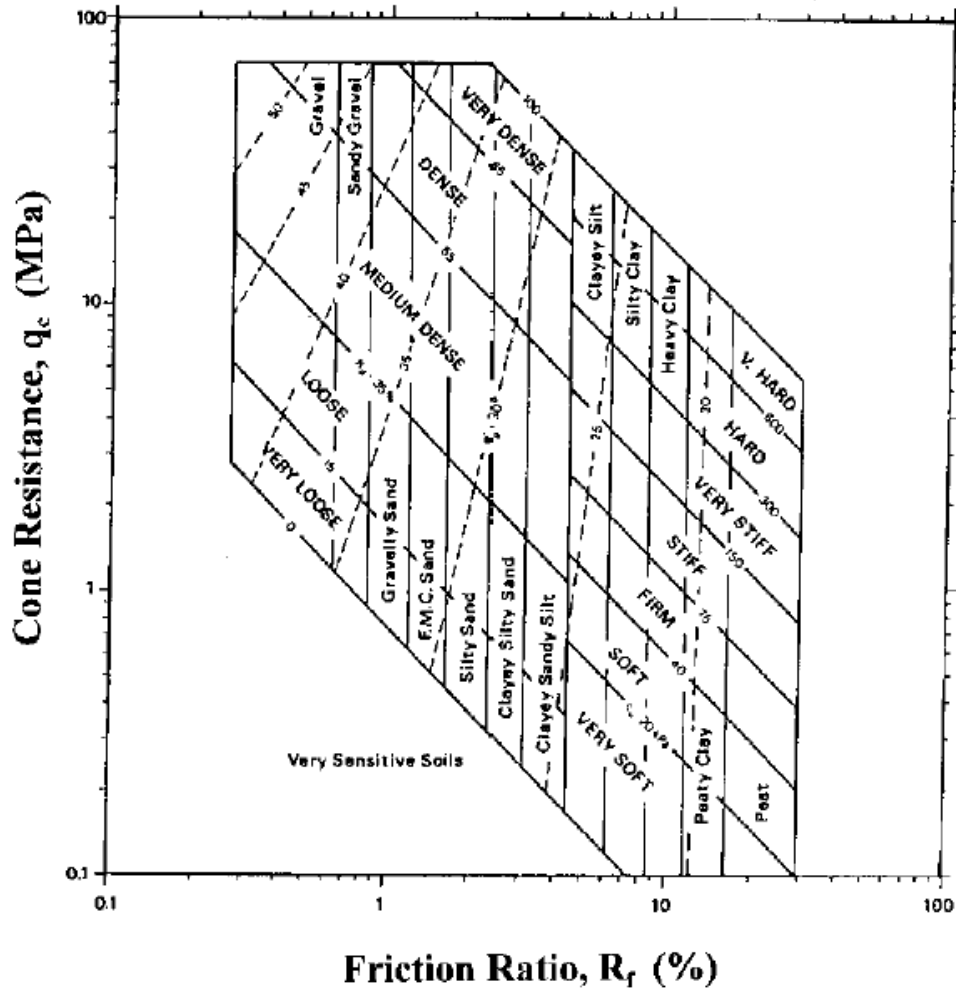 100
10
1
0.1
Cone Resistance, qc (MPa)
0.1
1
10
100
Friction Ratio, Rf (%)
Gravel
Sandy Gravel
Gravelly Sand
F.M.C. Sand
Silty Sand
Clayey Silty Sand
Clayey Sandy Silt
Clayey Silt
Silty Clay
Heavy Clay
Peaty Clay
Peat
VERY DENSE
DENSE
MEDIUM DENSE
LOOSE
VERY LOOSE
V. HARD
HARD
VERY STIFF
STIFF
FIRM
SOFT
VERY SOFT
100
85
65
35
15
0
50
45
40
35
30°
25
20
600
300
150
75
40
20 kPa
Very Sensitive Soils